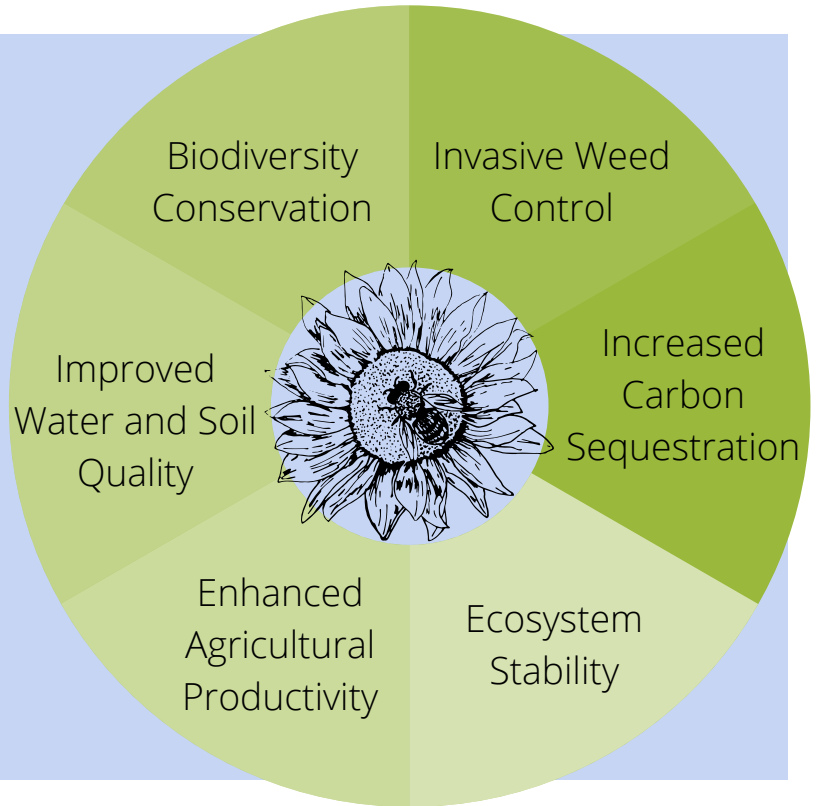 Biodiversity
Conservation
Invasive Weed
Control
Increased
Carbon
Sequestration
Ecosystem
Stability
Enhanced
Agricultural
Productivity
Improved
Water and Soil
Quality